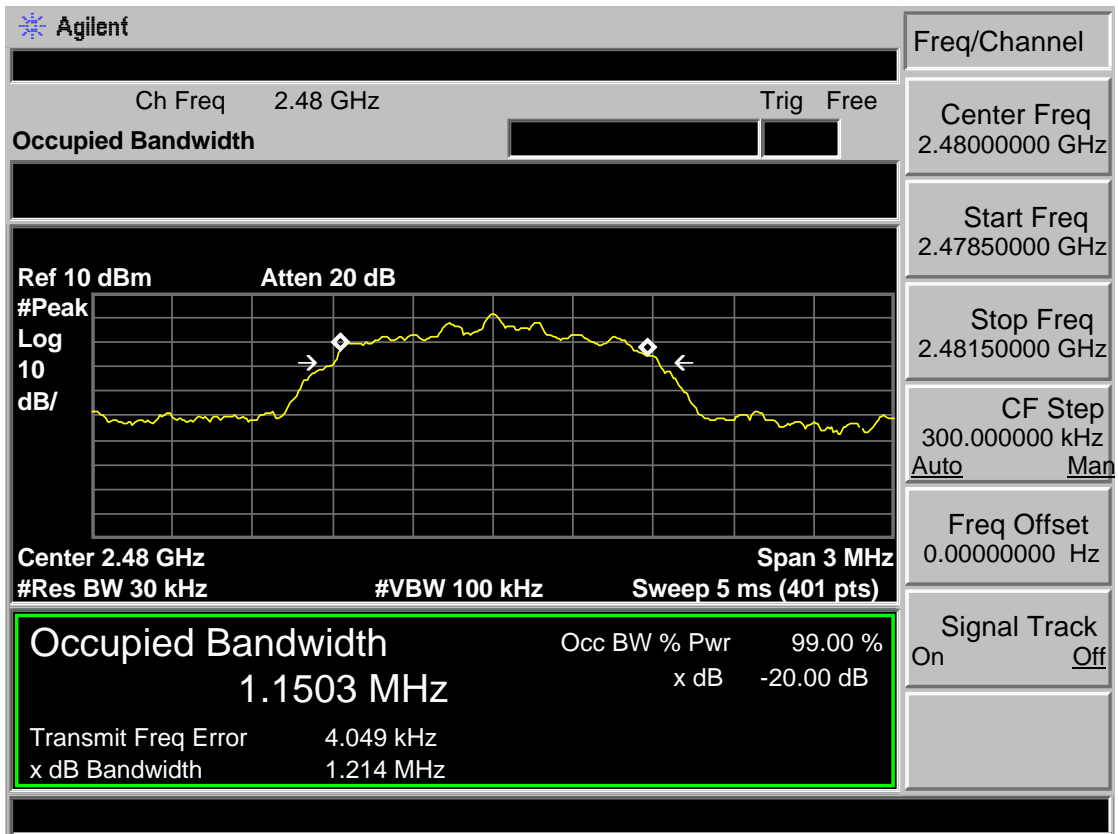 Agilent
Freq/Channel
Ch Freq 2.48 GHz Trig Free
Occupied Bandwidth
Center Freq
2.48000000 GHz
Start Freq
2.47850000 GHz
Stop Freq
2.48150000 GHz
CF Step
300.000000 kHz
Auto Man
Freq Offset
0.00000000 Hz
Signal Track
On Off
Ref 10 dBm Atten 20 dB
#Peak
Log
10
dB/
Center 2.48 GHz Span 3 MHz
#Res BW 30 kHz #VBW 100 kHz Sweep 5 ms (401 pts)
Occupied Bandwidth Occ BW % Pwr 99.00 %
1.1503 MHz x dB -20.00 dB
Transmit Freq Error 4.049 kHz
x dB Bandwidth 1.214 MHz